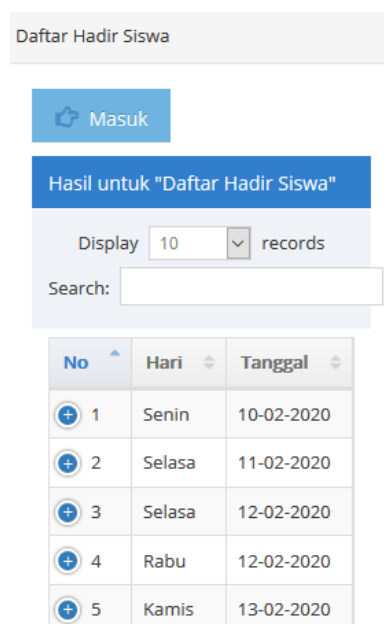 Daftar Hadir Siswa
Masuk
Hasil untuk "Daftar Hadir Siswa"
Display 10 records
Search:
No Hari Tanggal
1 Senin 10-02-2020
2 Selasa 11-02-2020
3 Selasa 12-02-2020
4 Rabu 12-02-2020
5 Kamis 13-02-2020